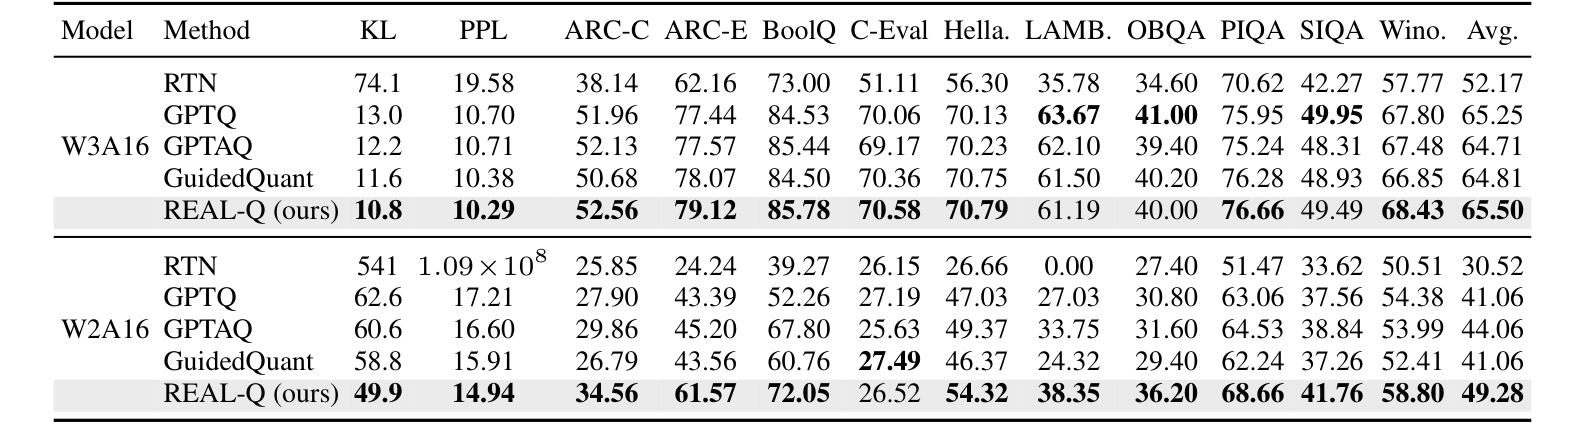 Model Method KL PPL ARC-C ARC-E BoolQ C-Eval Hella. LAMB. OBQA PIQA SIQA Wino. Avg.
RTN 74.1 19.58 38.14 62.16 73.00 51.11 56.30 35.78 34.60 70.62 42.27 57.77 52.17
GPTQ 13.0 10.70 51.96 77.44 84.53 70.06 70.13 63.67 41.00 75.95 49.95 67.80 65.25
W3A16 GPTAQ 12.2 10.71 52.13 77.57 85.44 69.17 70.23 62.10 39.40 75.24 48.31 67.48 64.71
GuidedQuant 11.6 10.38 50.68 78.07 84.50 70.36 70.75 61.50 40.20 76.28 48.93 66.85 64.81
REAL-Q (ours) 10.8 10.29 52.56 79.12 85.78 70.58 70.79 61.19 40.00 76.66 49.49 68.43 65.50
RTN 541 1.09×10⁸ 25.85 24.24 39.27 26.15 26.66 0.00 27.40 51.47 33.62 50.51 30.52
GPTQ 62.6 17.21 27.90 43.39 52.26 27.19 47.03 27.03 30.80 63.06 37.56 54.38 41.06
W2A16 GPTAQ 60.6 16.60 29.86 45.20 67.80 25.63 49.37 33.75 31.60 64.53 38.84 53.99 44.06
GuidedQuant 58.8 15.91 26.79 43.56 60.76 27.49 46.37 24.32 29.40 62.24 37.26 52.41 41.06
REAL-Q (ours) 49.9 14.94 34.56 61.57 72.05 26.52 54.32 38.35 36.20 68.66 41.76 58.80 49.28